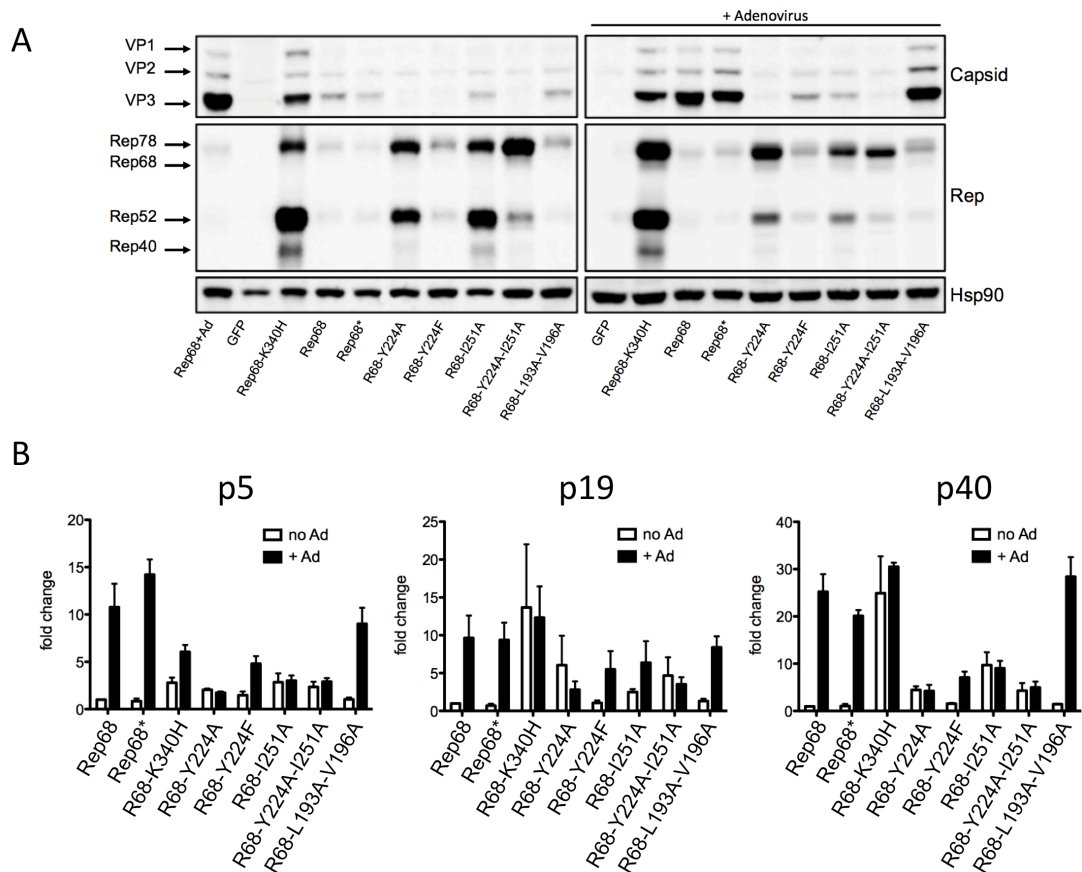 + Adenovirus
A
VP1
VP2
VP3
Capsid
Rep78
Rep68
Rep52
Rep40
Rep
Hsp90
Rep68+Ad
GFP
Rep68-K340H
Rep68
Rep68*
R68-Y224A
R68-Y224F
R68-I251A
R68-Y224A-I251A
R68-L193A-V196A
GFP
Rep68-K340H
Rep68
Rep68*
R68-Y224A
R68-Y224F
R68-I251A
R68-Y224A-I251A
R68-L193A-V196A
B
p5
fold change
20
15
10
5
0
no Ad
+ Ad
Rep68
Rep68*
R68-K340H
R68-Y224A
R68-Y224F
R68-I251A
R68-Y224A-I251A
R68-L193A-V196A
p19
fold change
25
20
15
10
5
0
no Ad
+ Ad
Rep68
Rep68*
R68-K340H
R68-Y224A
R68-Y224F
R68-I251A
R68-Y224A-I251A
R68-L193A-V196A
p40
fold change
40
30
20
10
0
no Ad
+ Ad
Rep68
Rep68*
R68-K340H
R68-Y224A
R68-Y224F
R68-I251A
R68-Y224A-I251A
R68-L193A-V196A